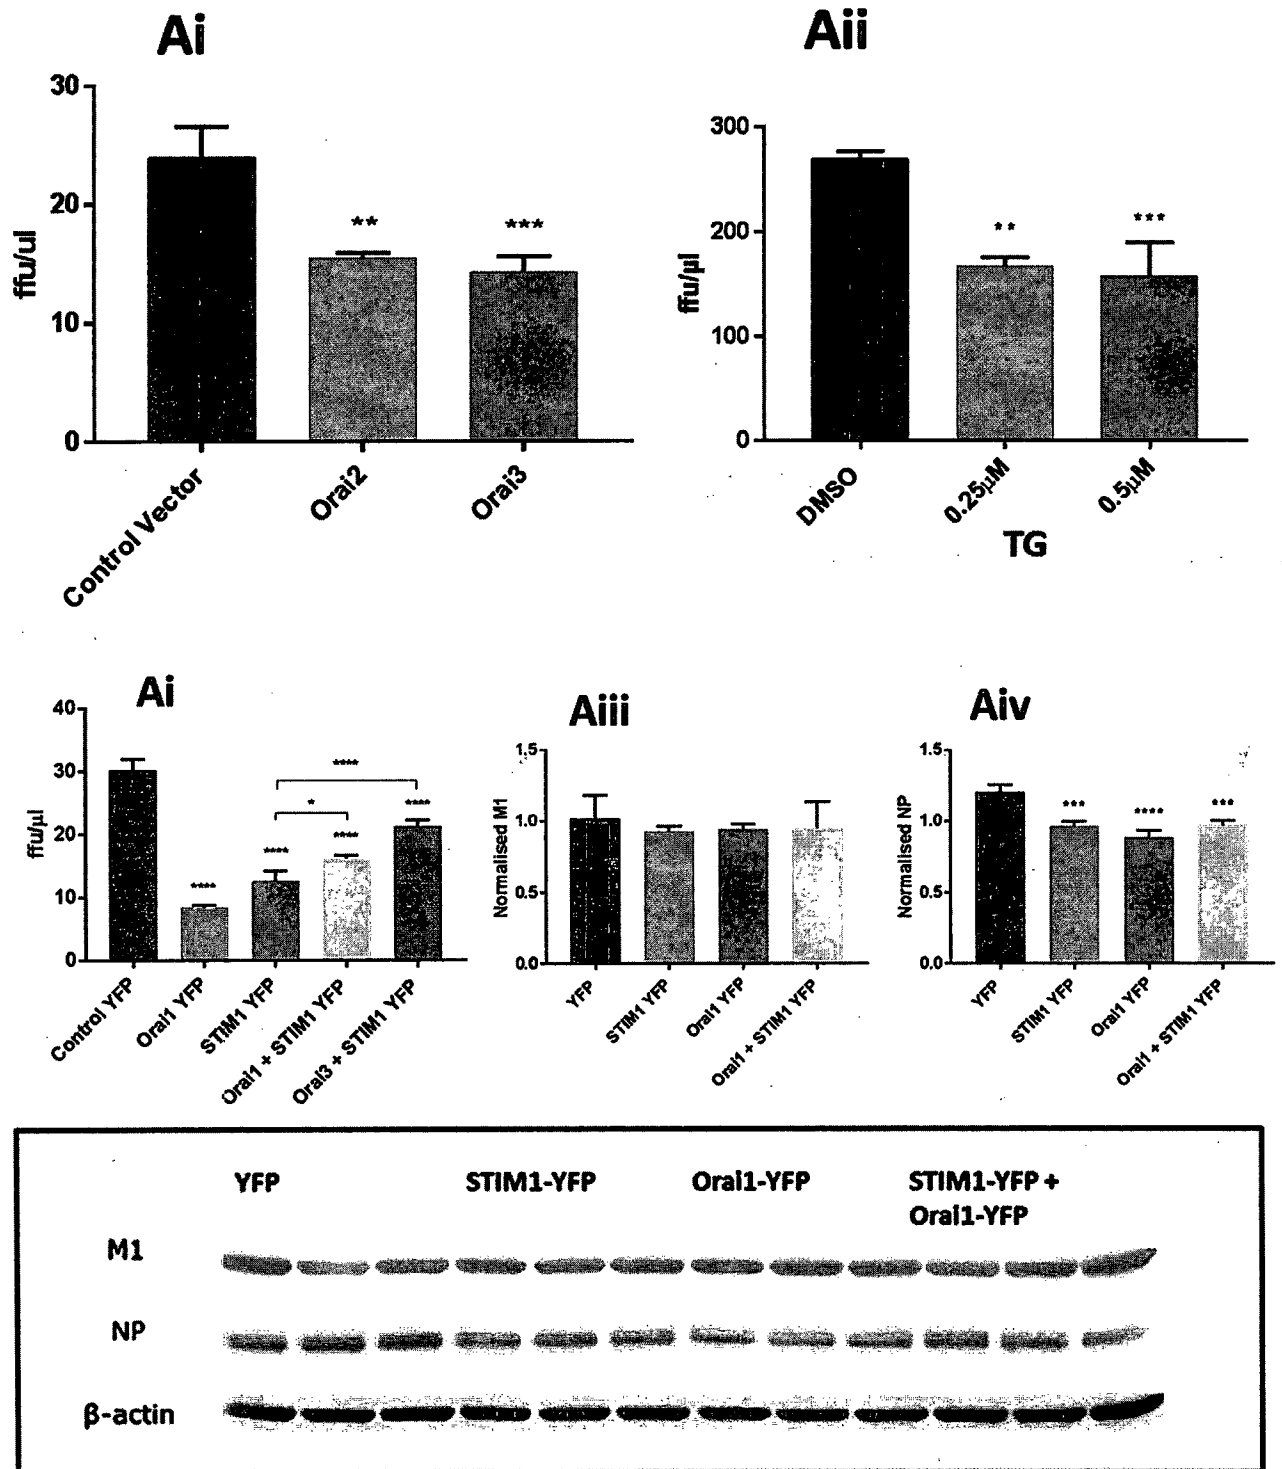 Ai
30
20
10
0
ffu/ul
**
***
Control Vector
Orai2
Orai3
Aii
300
200
100
0
ffu/µl
**
***
DMSO
0.25µM
0.5µM
TG
Ai
40
30
20
10
0
ffu/µl
****
****
****
****
*
****
Control YFP
Orai1 YFP
STIM1 YFP
Orai1 + STIM1 YFP
Orai3 + STIM1 YFP
Aiii
1.5
1.0
0.5
0.0
Normalised M1
YFP
STIM1 YFP
Orai1 YFP
Orai1 + STIM1 YFP
Aiv
1.5
1.0
0.5
0.0
Normalised NP
***
****
***
YFP
STIM1 YFP
Orai1 YFP
Orai1 + STIM1 YFP
YFP STIM1-YFP Orai1-YFP STIM1-YFP +
Orai1-YFP
M1
NP
β-actin